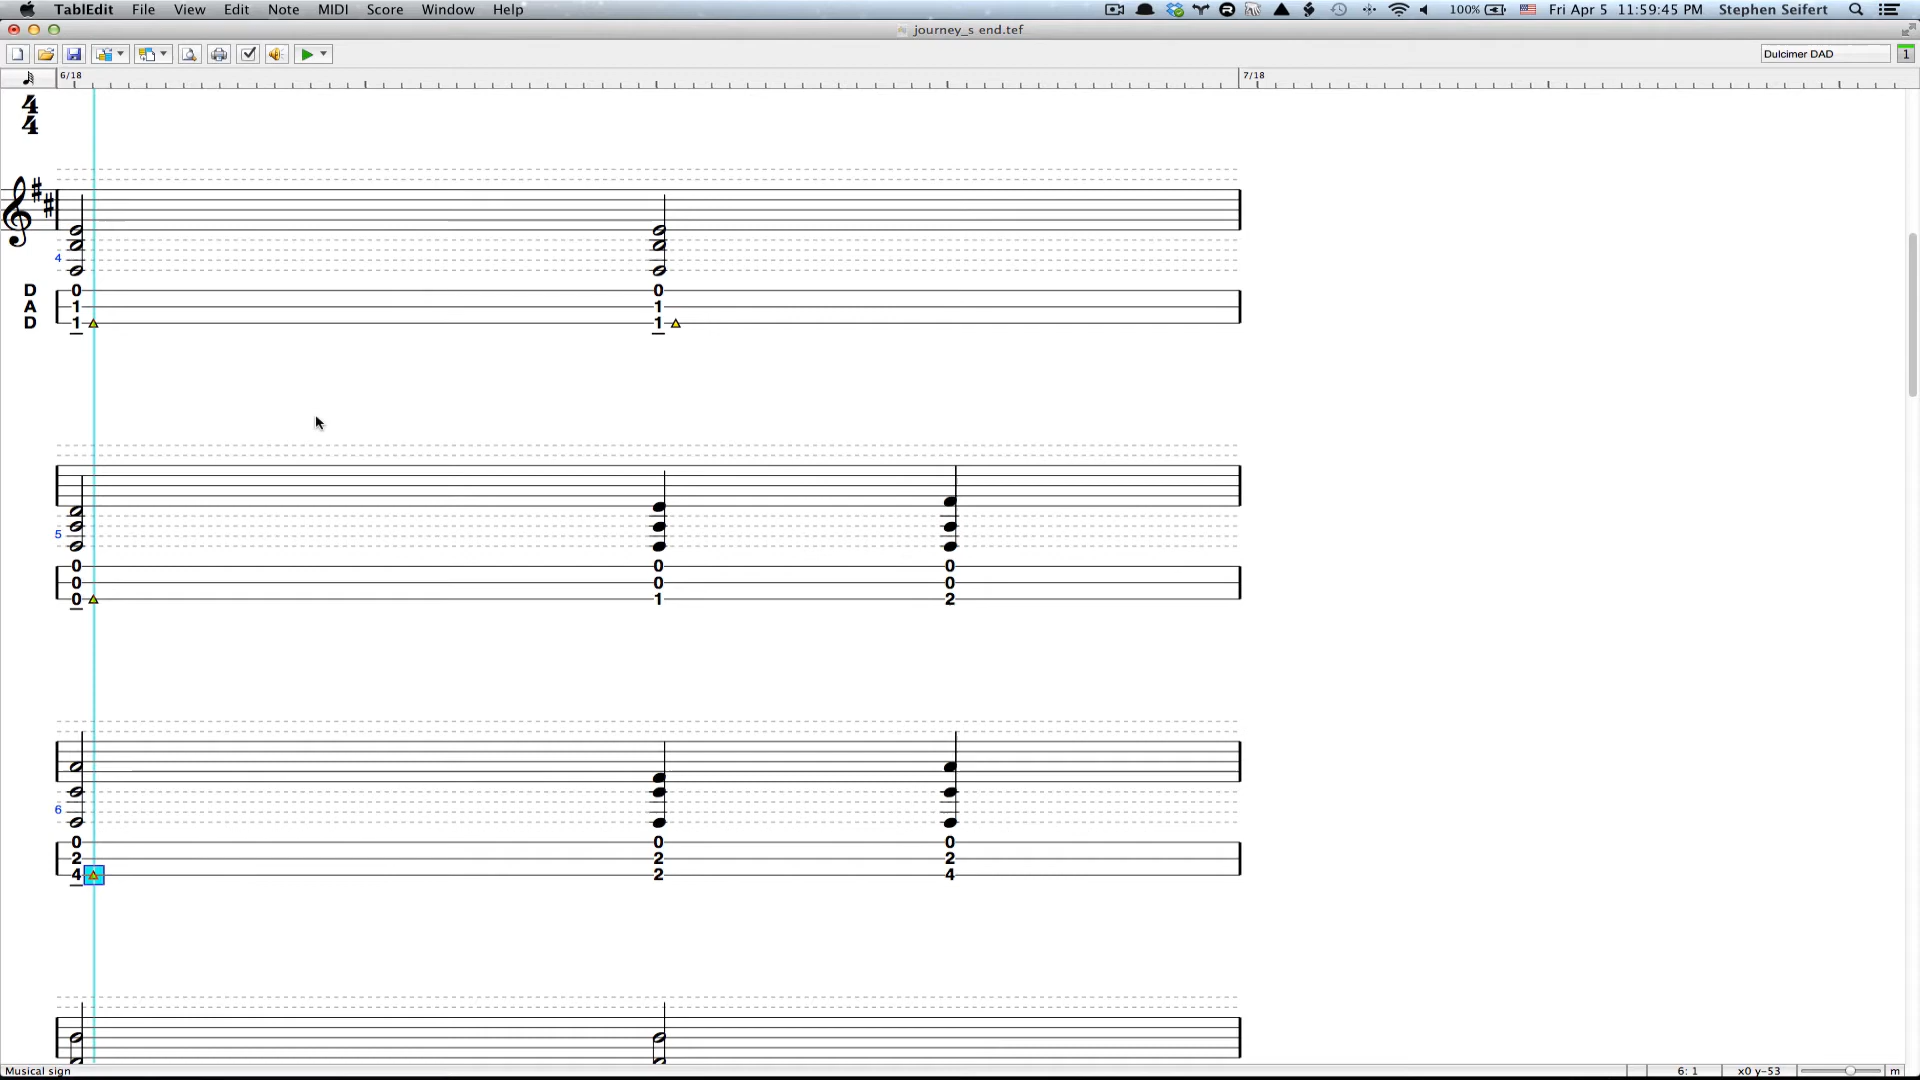 TablEdit File View Edit Note MIDI Score Window Help 100% Fri Apr 5 11:59:45 PM Stephen Seifert
journey_s end.tef
Dulcimer DAD 1
6/18 7/18
4
4
4
D 0 0
A 1 1
D 1 1
5
0 0 0
0 0 0
0 1 2
6
0 0 0
2 2 2
4 2 4
Musical sign 6: 1 x0 y-53 m